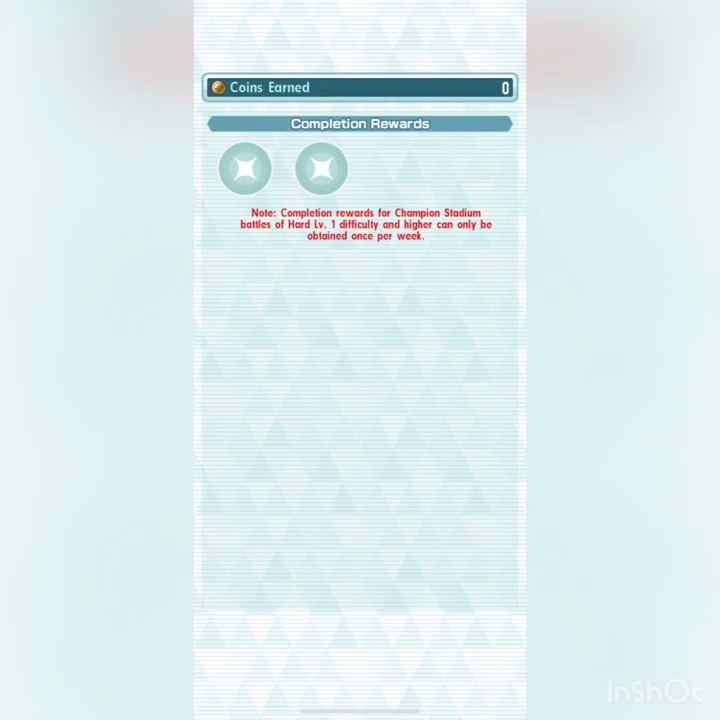 Coins Earned 0
Completion Rewards
Note: Completion rewards for Champion Stadium
battles of Hard Lv. 1 difficulty and higher can only be
obtained once per week.
InShOt